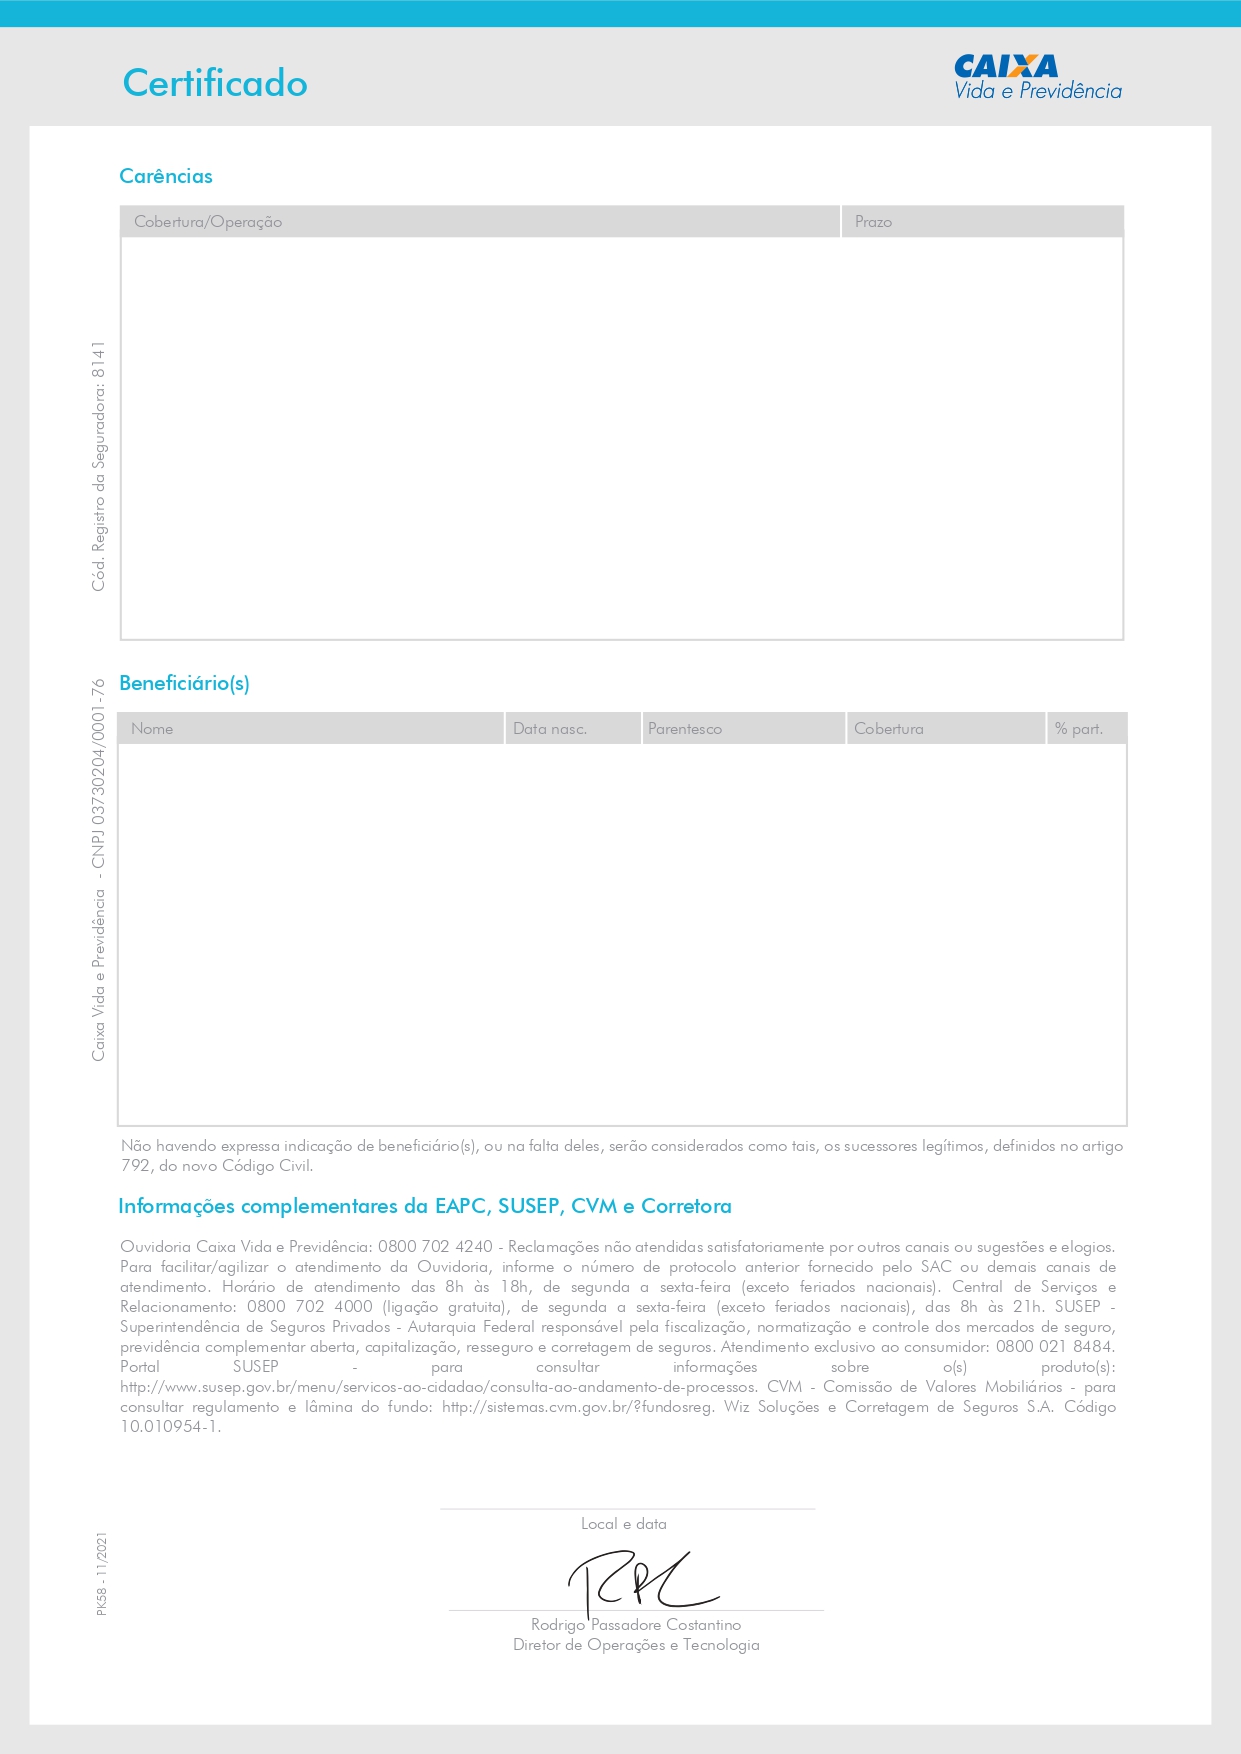 Certificado
CAIXA
Vida e Previdência
Carências
Cobertura/Operação Prazo
Cód. Registro da Seguradora: 8141
Beneficiário(s)
Nome Data nasc. Parentesco Cobertura % part.
Caixa Vida e Previdência - CNPJ 03730204/0001-76
Não havendo expressa indicação de beneficiário(s), ou na falta deles, serão considerados como tais, os sucessores legítimos, definidos no artigo
792, do novo Código Civil.
Informações complementares da EAPC, SUSEP, CVM e Corretora
Ouvidoria Caixa Vida e Previdência: 0800 702 4240 - Reclamações não atendidas satisfatoriamente por outros canais ou sugestões e elogios.
Para facilitar/agilizar o atendimento da Ouvidoria, informe o número de protocolo anterior fornecido pelo SAC ou demais canais de
atendimento. Horário de atendimento das 8h às 18h, de segunda a sexta-feira (exceto feriados nacionais). Central de Serviços e
Relacionamento: 0800 702 4000 (ligação gratuita), de segunda a sexta-feira (exceto feriados nacionais), das 8h às 21h. SUSEP -
Superintendência de Seguros Privados - Autarquia Federal responsável pela fiscalização, normatização e controle dos mercados de seguro,
previdência complementar aberta, capitalização, resseguro e corretagem de seguros. Atendimento exclusivo ao consumidor: 0800 021 8484.
Portal SUSEP - para consultar informações sobre o(s) produto(s):
http://www.susep.gov.br/menu/servicos-ao-cidadao/consulta-ao-andamento-de-processos. CVM - Comissão de Valores Mobiliários - para
consultar regulamento e lâmina do fundo: http://sistemas.cvm.gov.br/?fundosreg. Wiz Soluções e Corretagem de Seguros S.A. Código
10.010954-1.
Local e data
PK58 - 11/2021
Rodrigo Passadore Costantino
Diretor de Operações e Tecnologia